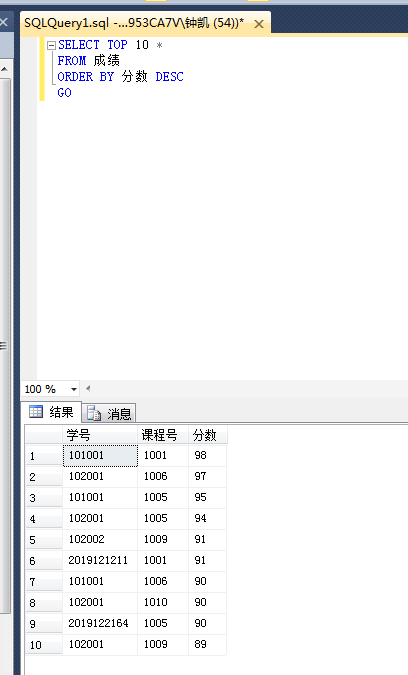 SQLQuery1.sql -...953CA7V\钟凯 (54))*
SELECT TOP 10 *
FROM 成绩
ORDER BY 分数 DESC
GO
100 %
结果 消息
学号 课程号 分数
1 101001 1001 98
2 102001 1006 97
3 101001 1005 95
4 102001 1005 94
5 102002 1009 91
6 2019121211 1001 91
7 101001 1006 90
8 102001 1010 90
9 2019122164 1005 90
10 102001 1009 89